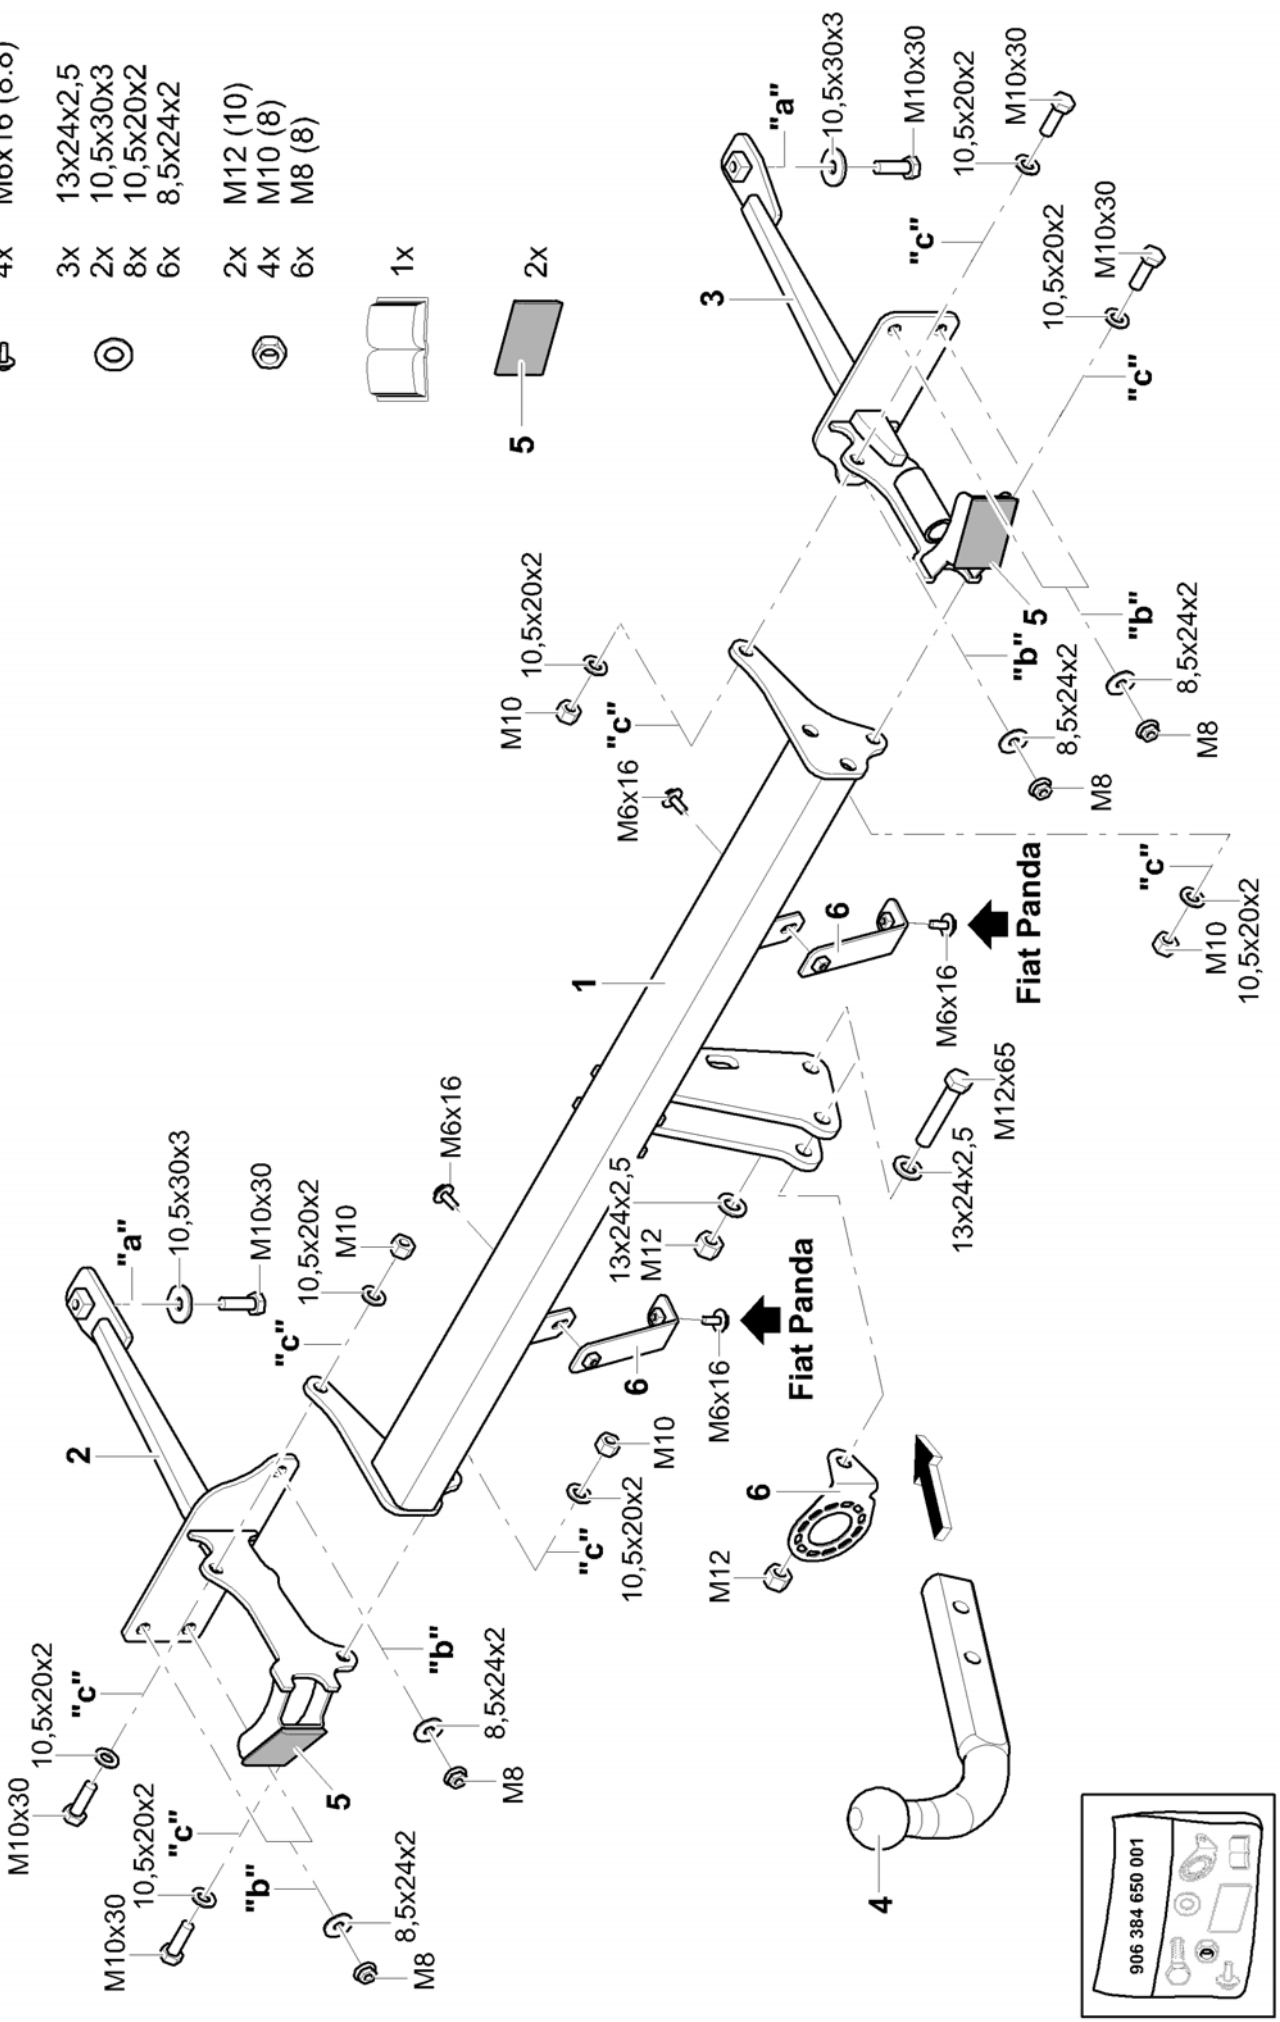 4x M6x16 (8.8)
3x 13x24x2,5
2x 10,5x30x3
8x 10,5x20x2
6x 8,5x24x2
2x M12 (10)
4x M10 (8)
6x M8 (8)
1x
5
2x
"a"
10,5x30x3
M10x30
3
10,5x20x2
M10x30
"c"
10,5x20x2
M10x30
"c"
10,5x20x2
M10
"c"
M6x16
"b"
5
"b"
8,5x24x2
8,5x24x2
M8
M8
1
6
M6x16
Fiat Panda
"c"
M10
10,5x20x2
M6x16
M12x65
13x24x2,5
13x24x2,5
M12
"a"
10,5x30x3
M10x30
10,5x20x2
M10
"c"
2
6
M6x16
Fiat Panda
M10
10,5x20x2
"c"
6
M12
10,5x20x2
"c"
M10x30
10,5x20x2
"c"
M10x30
"b"
8,5x24x2
M8
5
"b"
8,5x24x2
M8
4
906 384 650 001